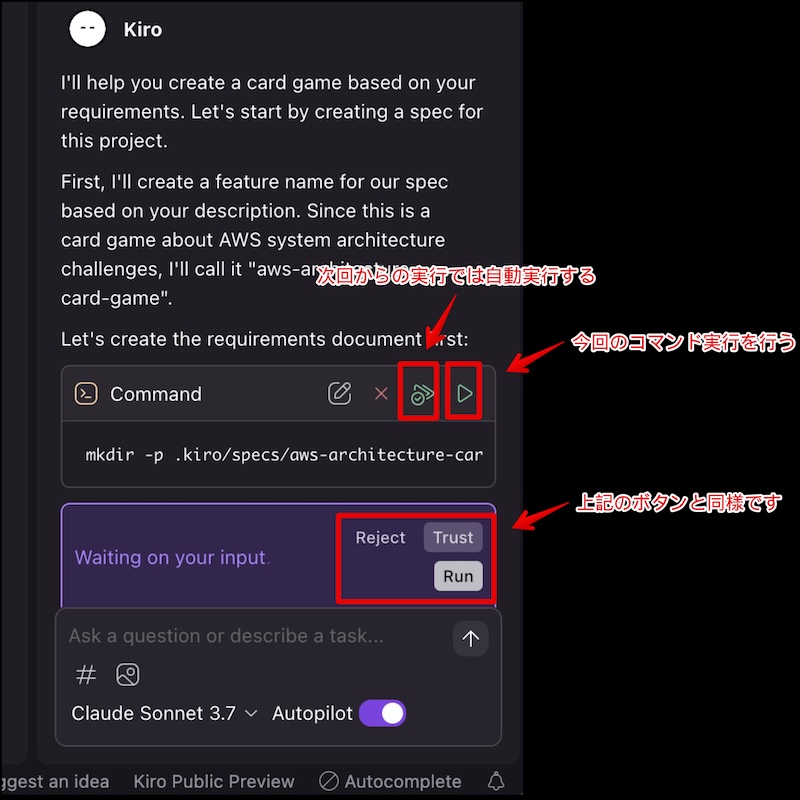 Kiro
I'll help you create a card game based on your
requirements. Let's start by creating a spec for
this project.
First, I'll create a feature name for our spec
based on your description. Since this is a
card game about AWS system architecture
challenges, I'll call it "aws-architecture-
card-game".
次回からの実行では自動実行する
Let's create the requirements document first:
今回のコマンド実行を行う
Command
mkdir -p .kiro/specs/aws-architecture-car
上記のボタンと同様です
Waiting on your input.
Reject
Trust
Run
Ask a question or describe a task...
#
Claude Sonnet 3.7
Autopilot
ggest an idea
Kiro Public Preview
Autocomplete